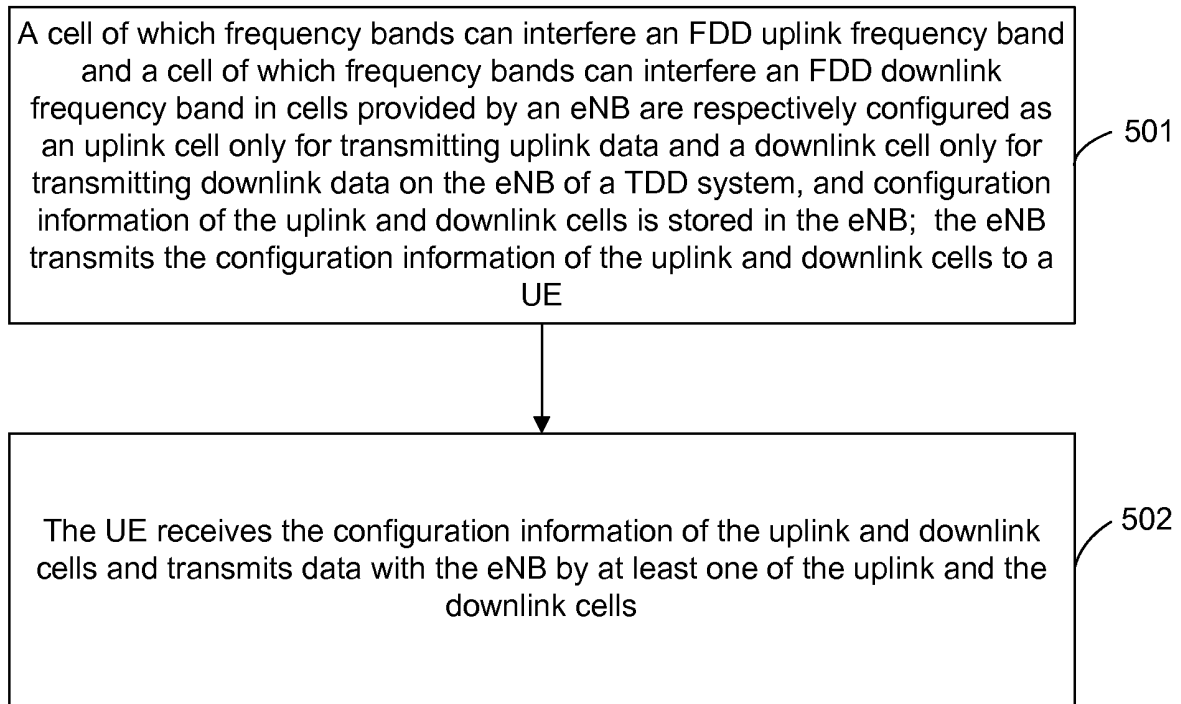 A cell of which frequency bands can interfere an FDD uplink frequency band
and a cell of which frequency bands can interfere an FDD downlink
frequency band in cells provided by an eNB are respectively configured as
an uplink cell only for transmitting uplink data and a downlink cell only for
transmitting downlink data on the eNB of a TDD system, and configuration
information of the uplink and downlink cells is stored in the eNB; the eNB
transmits the configuration information of the uplink and downlink cells to a
UE
501
The UE receives the configuration information of the uplink and downlink
cells and transmits data with the eNB by at least one of the uplink and the
downlink cells
502